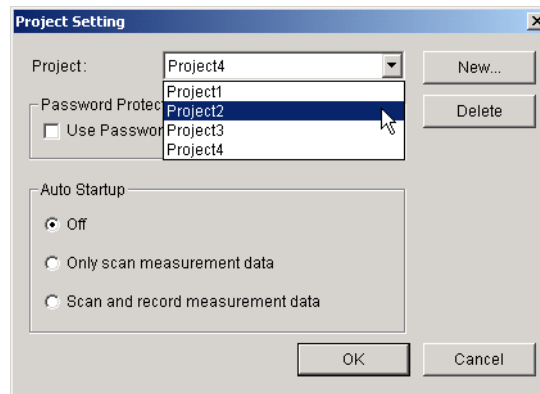 Project Setting
Project:
Project4
New...
Project1
Project2
Project3
Project4
Delete
Password Protec
Use Passwor
Auto Startup
Off
Only scan measurement data
Scan and record measurement data
OK
Cancel